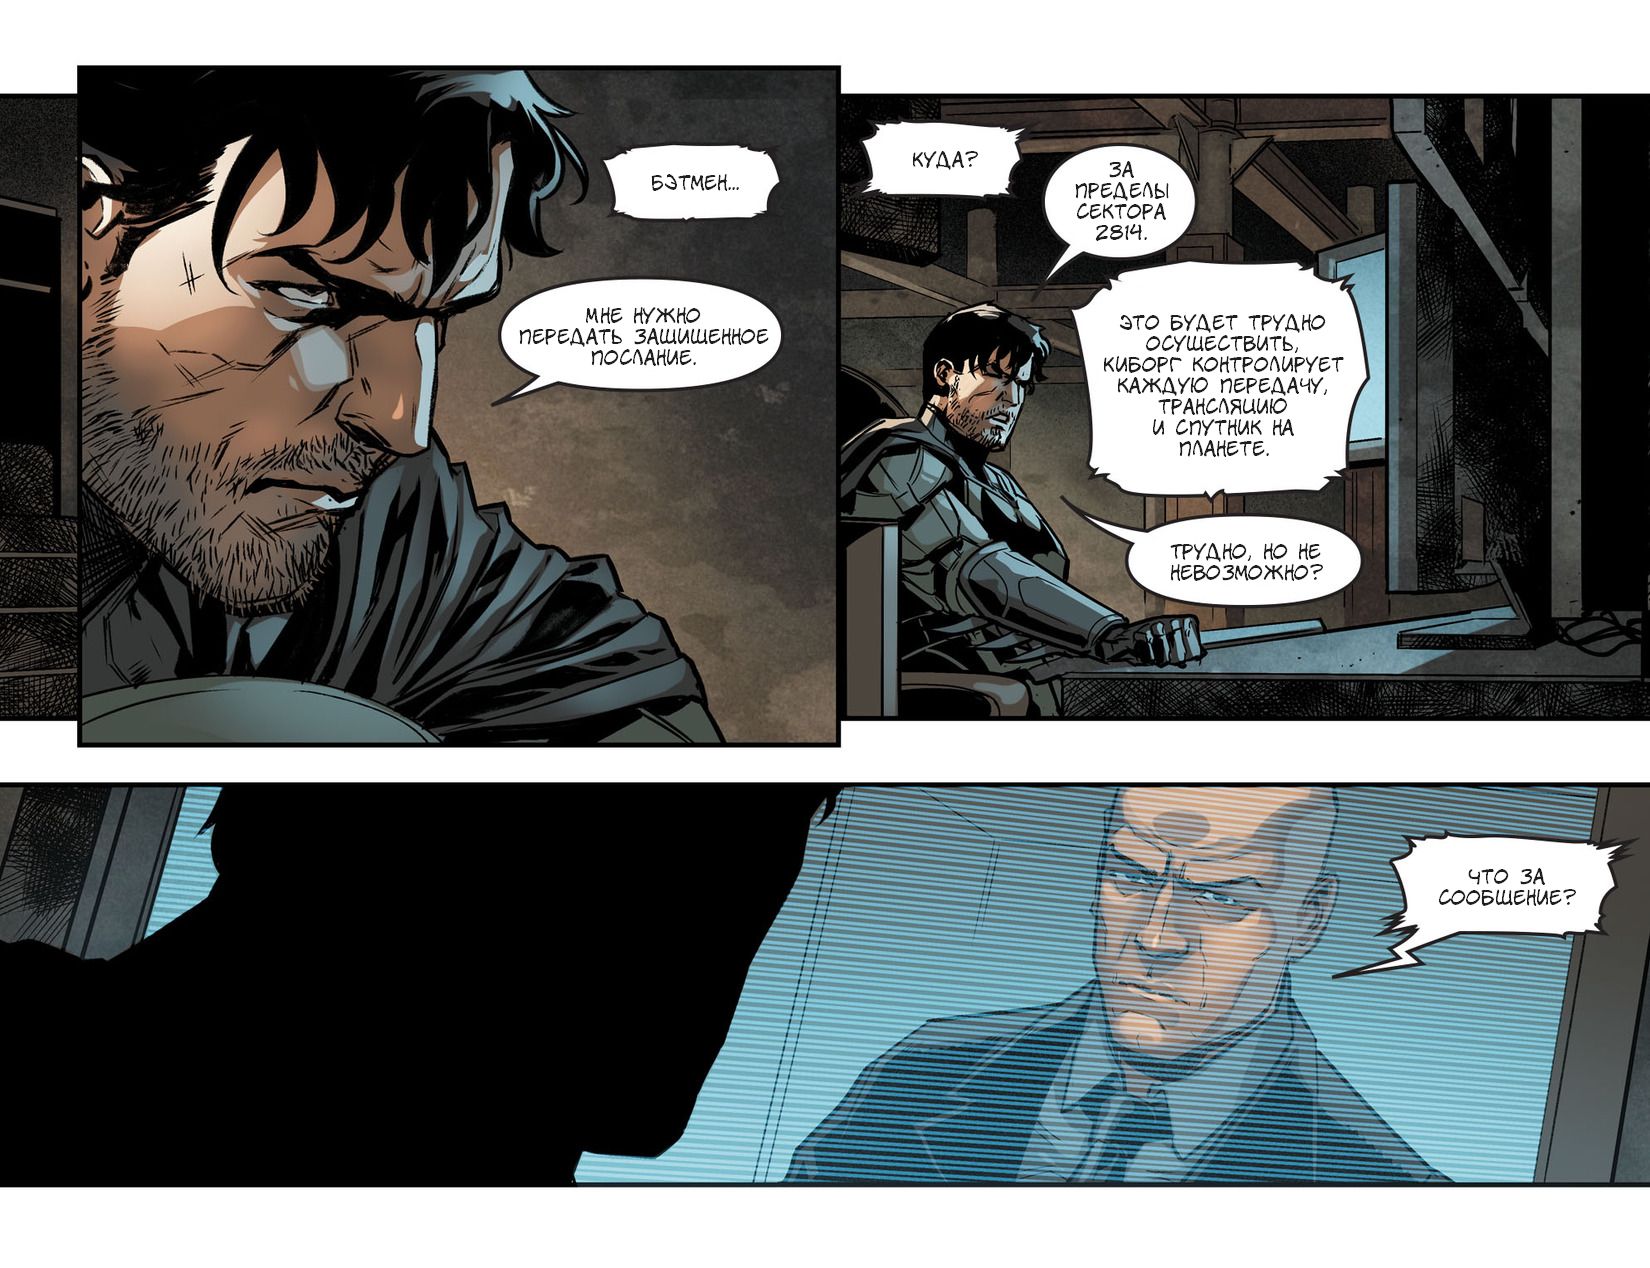 БЭТМЕН...
МНЕ НУЖНО
ПЕРЕДАТЬ ЗАШИШЕННОЕ
ПОСЛАНИЕ.
КУДА?
ЗА
ПРЕДЕЛЫ
СЕКТОРА
2814.
ЭТО БУДЕТ ТРУДНО
ОСУЩЕСТВИТЬ,
КИБОРГ КОНТРОЛИРУЕТ
КАЖДУЮ ПЕРЕДАЧУ,
ТРАНСЛЯЦИЮ
И СПУТНИК НА
ПЛАНЕТЕ.
ТРУДНО, НО НЕ
НЕВОЗМОЖНО?
ЧТО ЗА
СООБЩЕНИЕ?